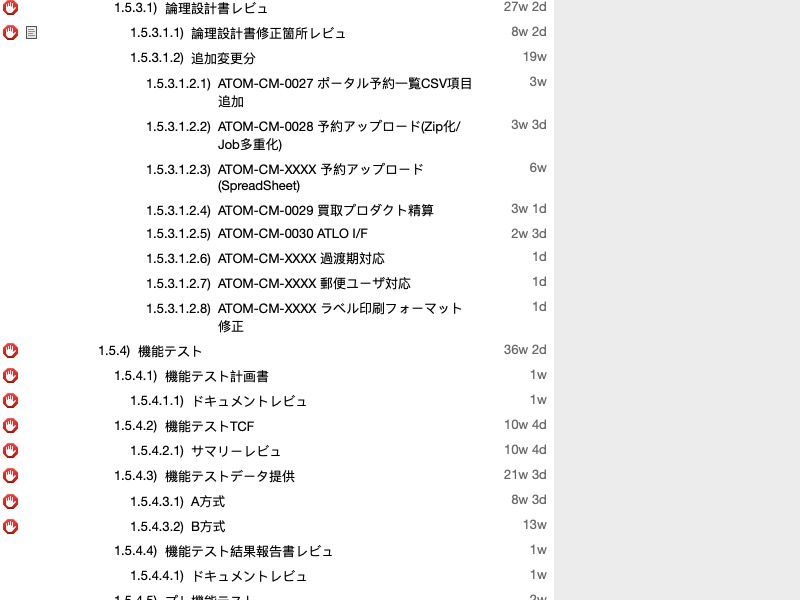 1.5.3.1) 論理設計書レビュ 27w 2d
1.5.3.1.1) 論理設計書修正箇所レビュ 8w 2d
1.5.3.1.2) 追加変更分 19w
1.5.3.1.2.1) ATOM-CM-0027 ポータル予約一覧CSV項目 3w
追加
1.5.3.1.2.2) ATOM-CM-0028 予約アップロード(Zip化/ 3w 3d
Job多重化)
1.5.3.1.2.3) ATOM-CM-XXXX 予約アップロード 6w
(SpreadSheet)
1.5.3.1.2.4) ATOM-CM-0029 買取プロダクト精算 3w 1d
1.5.3.1.2.5) ATOM-CM-0030 ATLO I/F 2w 3d
1.5.3.1.2.6) ATOM-CM-XXXX 過渡期対応 1d
1.5.3.1.2.7) ATOM-CM-XXXX 郵便ユーザ対応 1d
1.5.3.1.2.8) ATOM-CM-XXXX ラベル印刷フォーマット 1d
修正
1.5.4) 機能テスト 36w 2d
1.5.4.1) 機能テスト計画書 1w
1.5.4.1.1) ドキュメントレビュ 1w
1.5.4.2) 機能テストTCF 10w 4d
1.5.4.2.1) サマリーレビュ 10w 4d
1.5.4.3) 機能テストデータ提供 21w 3d
1.5.4.3.1) A方式 8w 3d
1.5.4.3.2) B方式 13w
1.5.4.4) 機能テスト結果報告書レビュ 1w
1.5.4.4.1) ドキュメントレビュ 1w
1.5.4.5) プレ機能テスト 2w